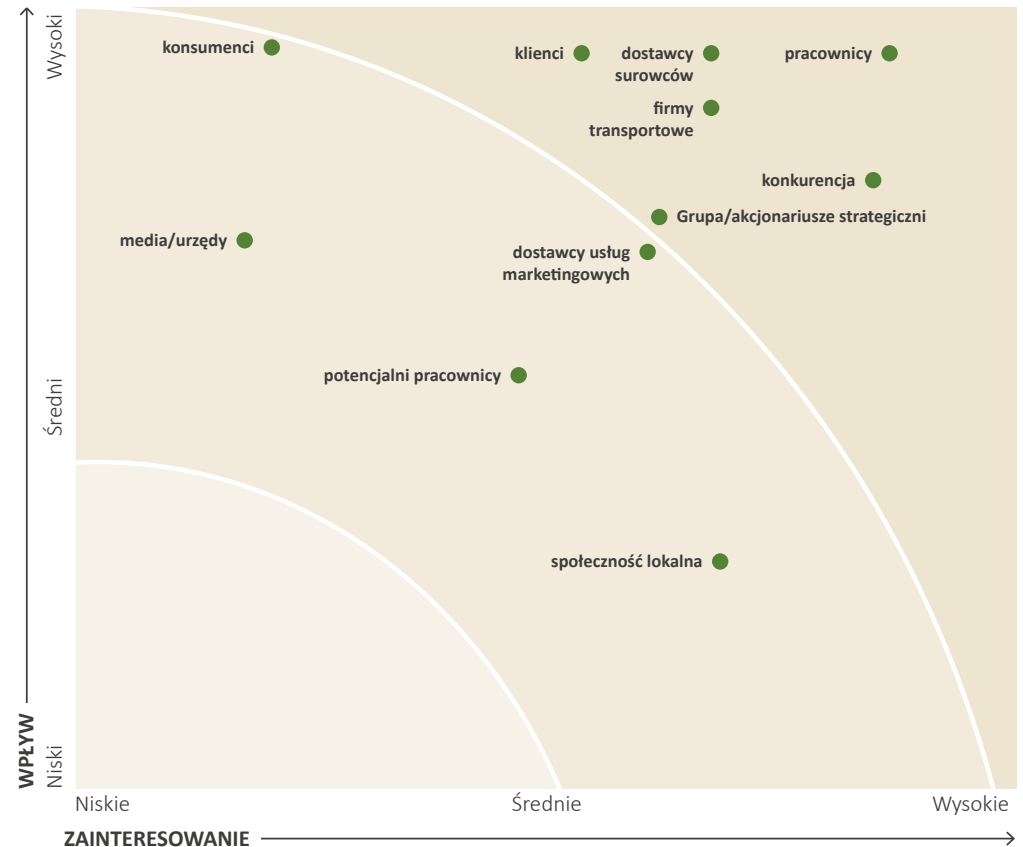 Wysoki
konsumenci
klienci
dostawcy
surowców
pracownicy
firmy
transportowe
konkurencja
Grupa/akcjonariusze strategiczni
media/urzędy
dostawcy usług
marketingowych
potencjalni pracownicy
Średni
społeczność lokalna
WPŁYW
Niski
Niskie
Średnie
Wysokie
ZAINTERESOWANIE